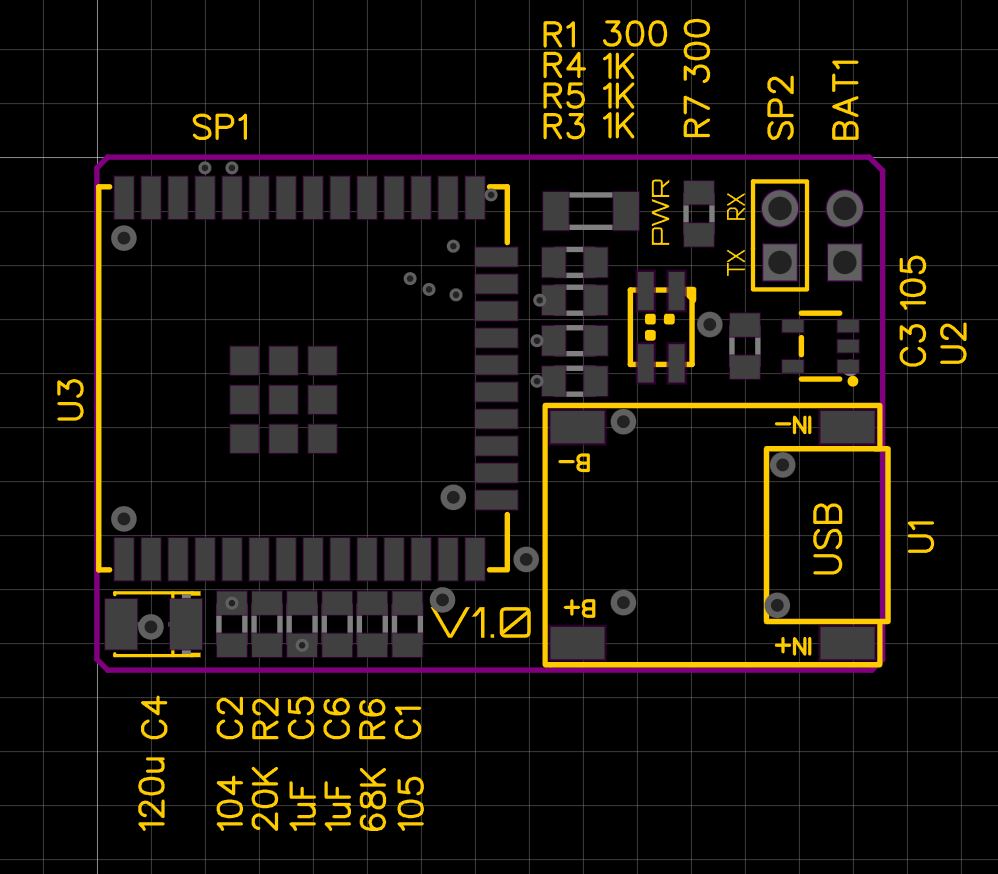 R1 300
R4 1K
R5 1K
R3 1K
R7 300
SP2
BAT1
SP1
PWR
RX
TX
C3 105
U2
U3
IN-
B-
USB
U1
B+
IN+
V1.0
120u C4
104 C2
20K R2
1uF C5
1uF C6
68K R6
105 C1